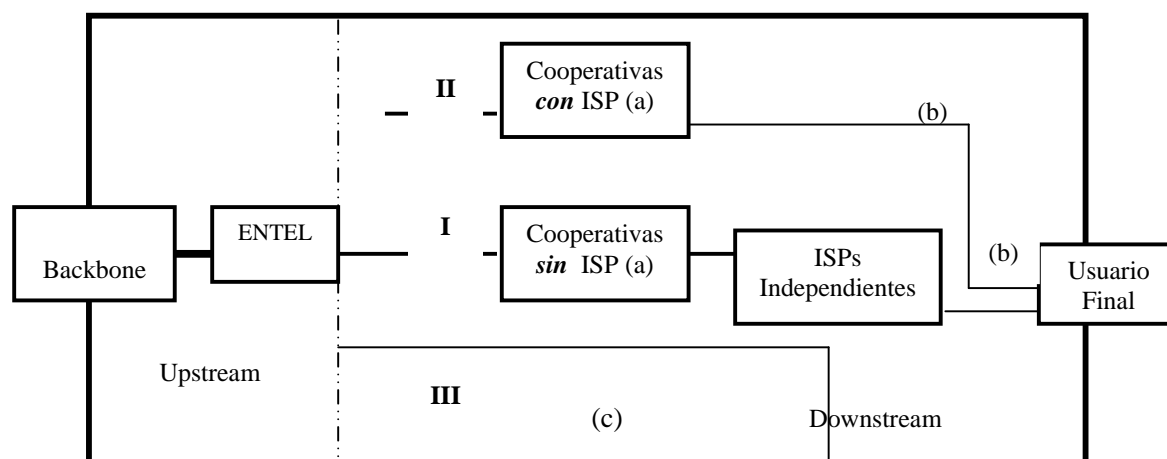 II
Cooperativas
con ISP (a)
(b)
Backbone
ENTEL
I
Cooperativas
sin ISP (a)
ISPs
Independientes
(b)
Usuario
Final
Upstream
III
(c)
Downstream